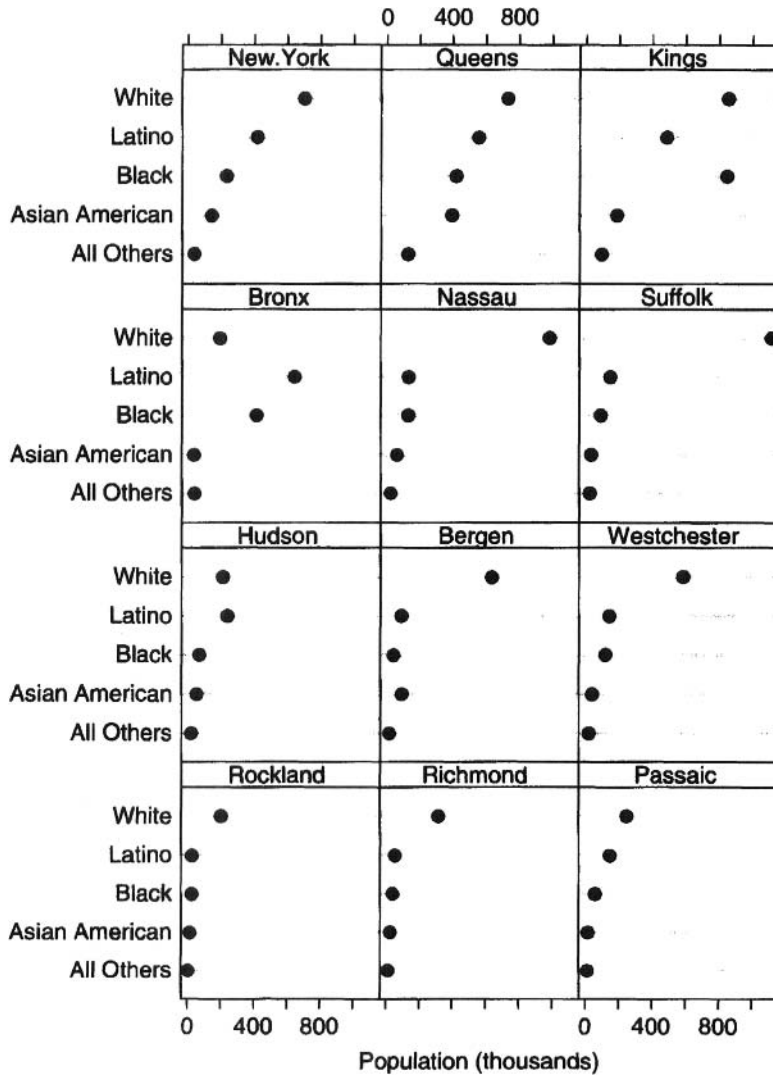 0 400 800
New.York Queens Kings
White
Latino
Black
Asian American
All Others
Bronx Nassau Suffolk
White
Latino
Black
Asian American
All Others
Hudson Bergen Westchester
White
Latino
Black
Asian American
All Others
Rockland Richmond Passaic
White
Latino
Black
Asian American
All Others
0 400 800 0 400 800
Population (thousands)